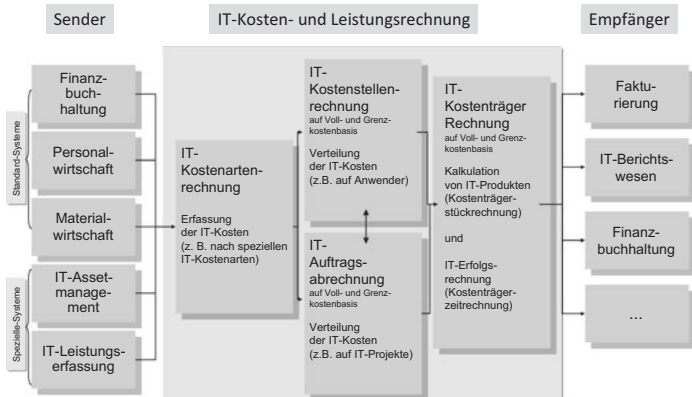 Sender
IT-Kosten- und Leistungsrechnung
Empfänger
Standard-Systeme
Finanz-
buch-
haltung
Personal-
wirtschaft
Material-
wirtschaft
Spezielle-Systeme
IT-Asset-
manage-
ment
IT-Leistungs-
erfassung
IT-
Kostenarten-
rechnung
Erfassung
der IT-Kosten
(z. B. nach speziellen
IT-Kostenarten)
IT-
Kostenstellen-
rechnung
auf Voll- und Grenz-
kostenbasis
Verteilung
der IT-Kosten
(z.B. auf Anwender)
IT-
Auftrags-
abrechnung
auf Voll- und Grenz-
kostenbasis
Verteilung
der IT-Kosten
(z.B. auf IT-Projekte)
IT-
Kostenträger
Rechnung
auf Voll- und Grenz-
kostenbasis
Kalkulation
von IT-Produkten
(Kostenträger-
stückrechnung)
und
IT-Erfolgs-
rechnung
(Kostenträger-
zeitrechnung)
Faktu-
rierung
IT-Berichts-
wesen
Finanz-
buchhaltung
...